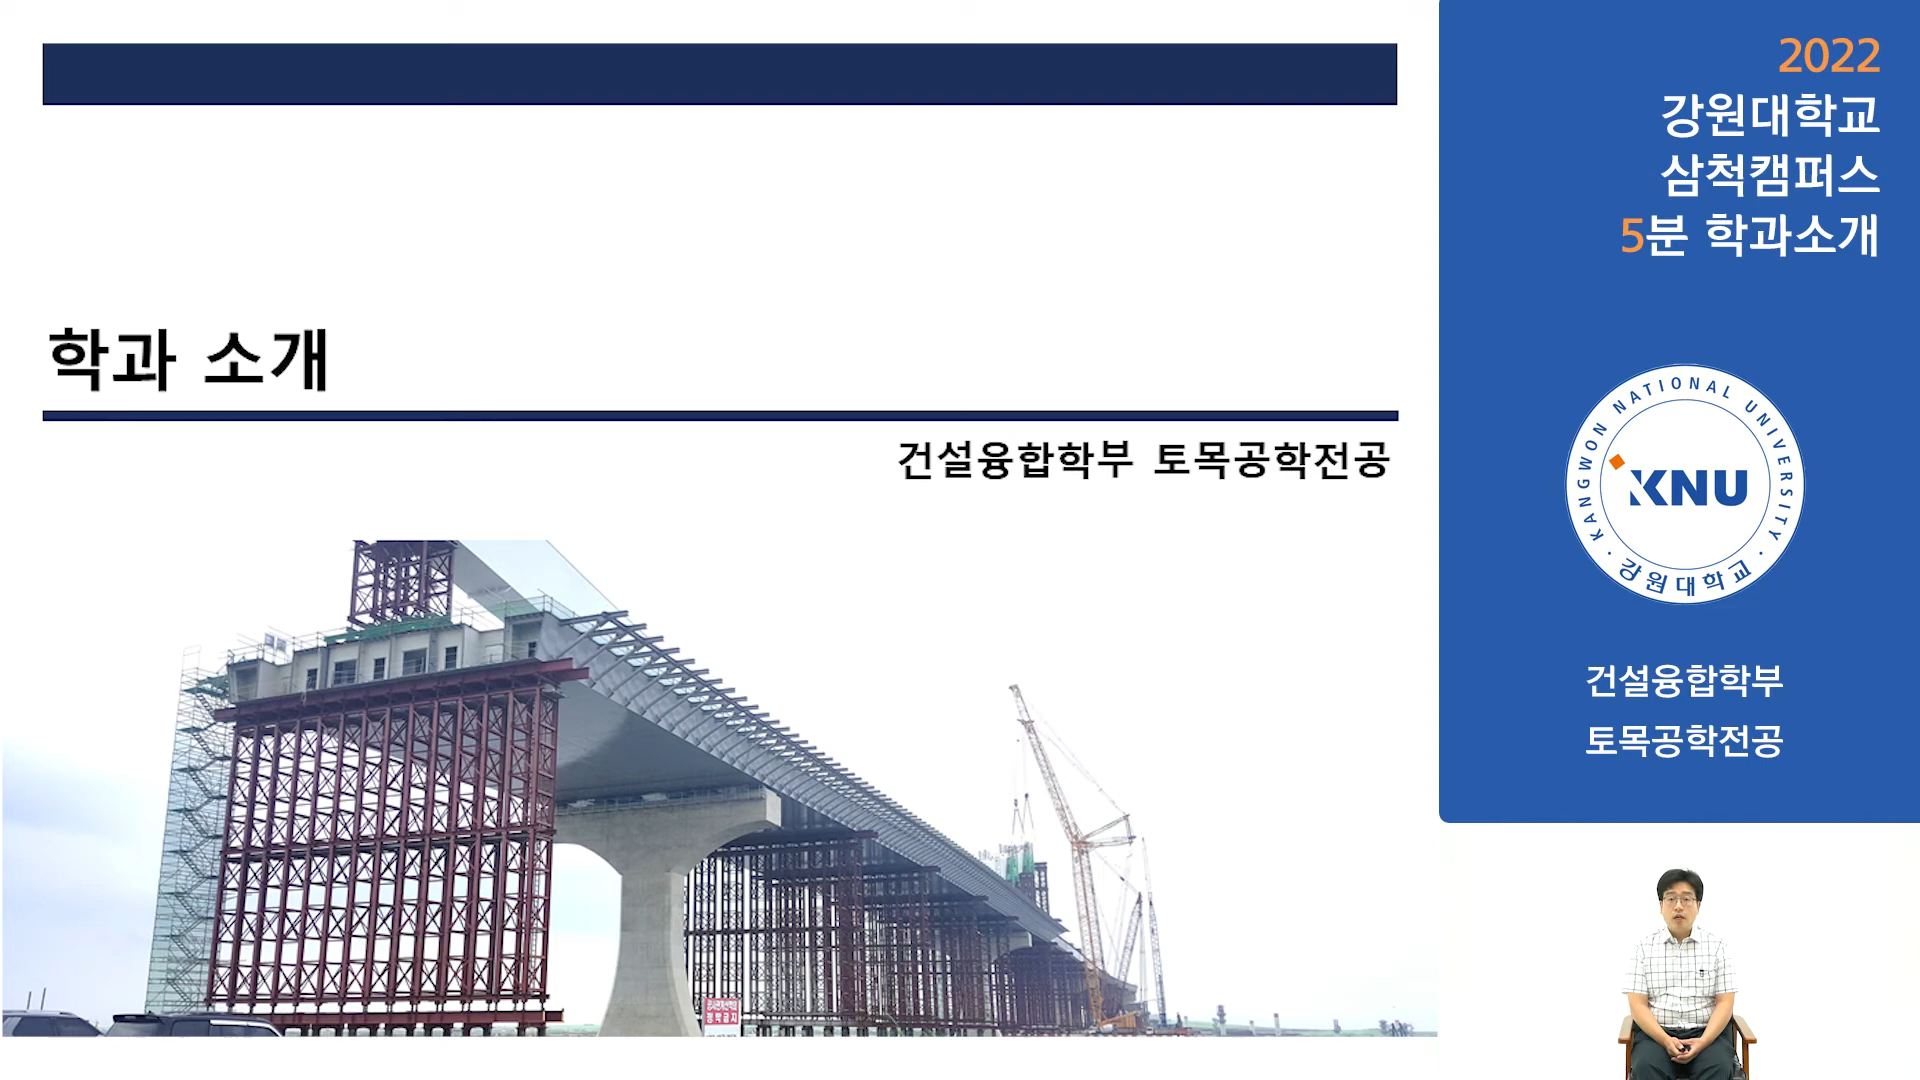 학과 소개
건설융합학부 토목공학전공
2022
강원대학교
삼척캠퍼스
5분 학과소개
KANGWON NATIONAL UNIVERSITY
KNU
강원대학교
건설융합학부
토목공학전공